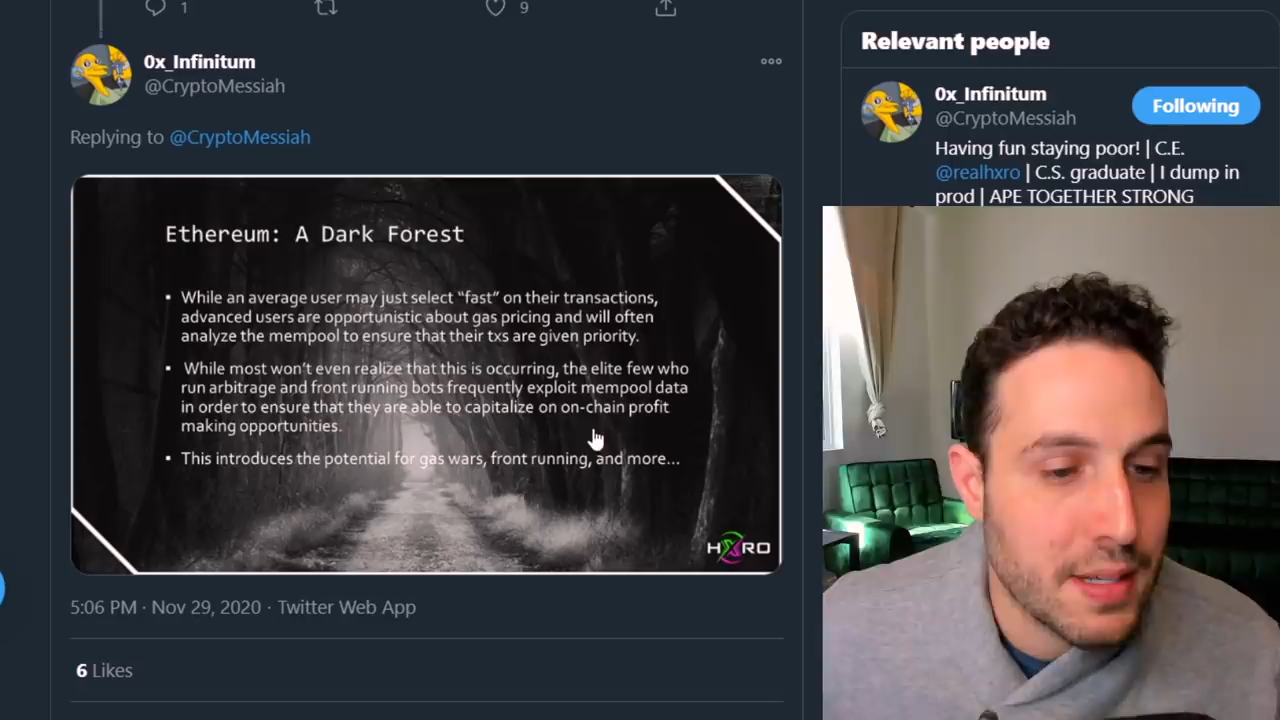 1
9
0x_Infinitum
@CryptoMessiah
Replying to @CryptoMessiah
Ethereum: A Dark Forest
▪ While an average user may just select “fast” on their transactions,
advanced users are opportunistic about gas pricing and will often
analyze the mempool to ensure that their txs are given priority.
▪ While most won’t even realize that this is occurring, the elite few who
run arbitrage and front running bots frequently exploit mempool data
in order to ensure that they are able to capitalize on on-chain profit
making opportunities.
▪ This introduces the potential for gas wars, front running, and more...
HXRO
5:06 PM · Nov 29, 2020 · Twitter Web App
6 Likes
Relevant people
0x_Infinitum
@CryptoMessiah
Following
Having fun staying poor! | C.E.
@realhxro | C.S. graduate | I dump in
prod | APE TOGETHER STRONG